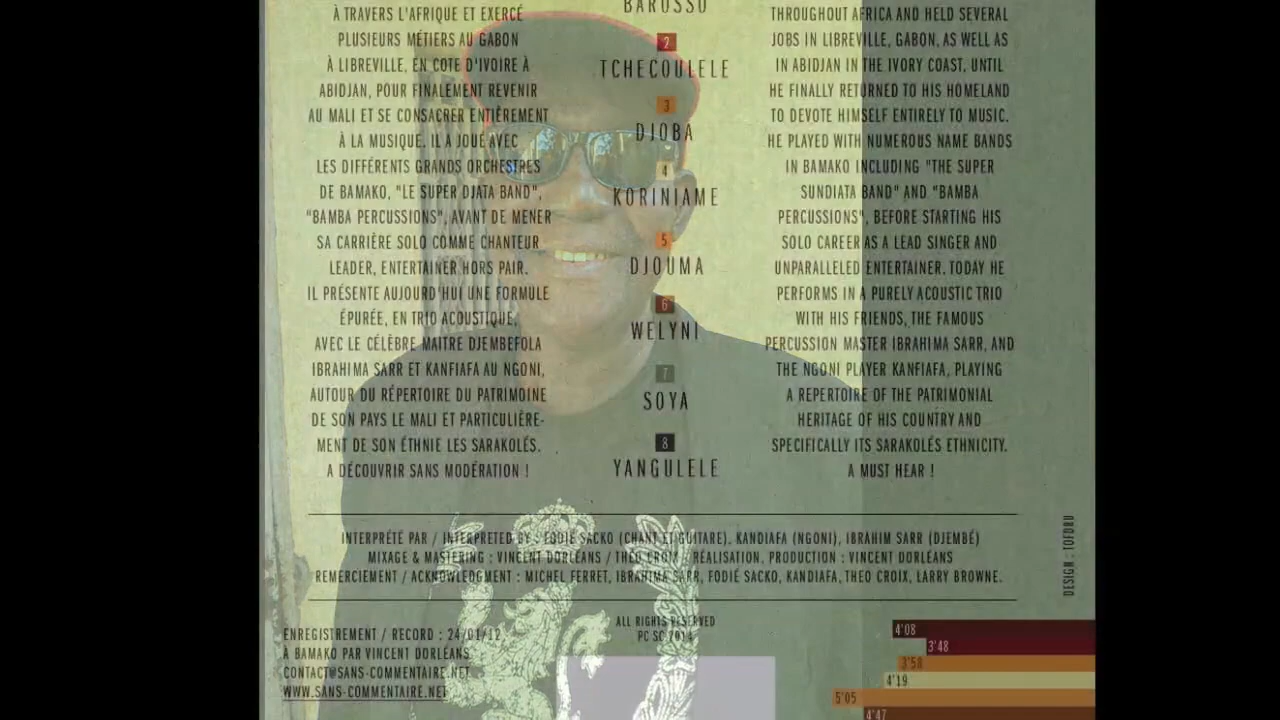 À TRAVERS L'AFRIQUE ET EXERCÉ
PLUSIEURS MÉTIERS AU GABON
À LIBREVILLE, EN COTE D'IVOIRE À
ABIDJAN, POUR FINALEMENT REVENIR
AU MALI ET SE CONSACRER ENTIÈREMENT
À LA MUSIQUE. IL A JOUÉ AVEC
LES DIFFÉRENTS GRANDS ORCHESTRES
DE BAMAKO, "LE SUPER DJATA BAND",
"BAMBA PERCUSSIONS", AVANT DE MENER
SA CARRIÈRE SOLO COMME CHANTEUR
LEADER, ENTERTAINER HORS PAIR.
IL PRÉSENTE AUJOURD'HUI UNE FORMULE
ÉPURÉE, EN TRIO ACOUSTIQUE,
AVEC LE CÉLÈBRE MAITRE DJEMBEFOLA
IBRAHIMA SARR ET KANFIAFA AU NGONI,
AUTOUR DU RÉPERTOIRE DU PATRIMOINE
DE SON PAYS LE MALI ET PARTICULIÈRE-
MENT DE SON ÉTHNIE LES SARAKOLÉS.
A DÉCOUVRIR SANS MODÉRATION !
BAROSSO
2
TCHECOULELE
3
DJOBA
4
KORINIAME
5
DJOUMA
6
WELYNI
7
SOYA
8
YANGULELE
THROUGHOUT AFRICA AND HELD SEVERAL
JOBS IN LIBREVILLE, GABON, AS WELL AS
IN ABIDJAN IN THE IVORY COAST, UNTIL
HE FINALLY RETURNED TO HIS HOMELAND
TO DEVOTE HIMSELF ENTIRELY TO MUSIC.
HE PLAYED WITH NUMEROUS NAME BANDS
IN BAMAKO INCLUDING "THE SUPER
SUNDIATA BAND" AND "BAMBA
PERCUSSIONS", BEFORE STARTING HIS
SOLO CAREER AS A LEAD SINGER AND
UNPARALLELED ENTERTAINER. TODAY HE
PERFORMS IN A PURELY ACOUSTIC TRIO
WITH HIS FRIENDS, THE FAMOUS
PERCUSSION MASTER IBRAHIMA SARR, AND
THE NGONI PLAYER KANFIAFA, PLAYING
A REPERTOIRE OF THE PATRIMONIAL
HERITAGE OF HIS COUNTRY AND
SPECIFICALLY ITS SARAKOLÉS ETHNICITY.
A MUST HEAR !
INTERPRÉTÉ PAR / INTERPRETED BY : FODIÉ SACKO (CHANT ET GUITARE), KANDIAFA (NGONI), IBRAHIM SARR (DJEMBÉ)
MIXAGE & MASTERING : VINCENT DORLÉANS / THÉO CROIX / RÉALISATION, PRODUCTION : VINCENT DORLÉANS
REMERCIEMENT / ACKNOWLEDGMENT : MICHEL FERRET, IBRAHIMA SARR, FODIÉ SACKO, KANDIAFA, THEO CROIX, LARRY BROWNE.
DESIGN : TOFDRU
ENREGISTREMENT / RECORD : 24/01/12
À BAMAKO PAR VINCENT DORLÉANS
CONTACT@SANS-COMMENTAIRE.NET
WWW.SANS-COMMENTAIRE.NET
ALL RIGHTS RESERVED
PC SC 2014
4'08
3'48
3'58
4'19
5'05
4'47